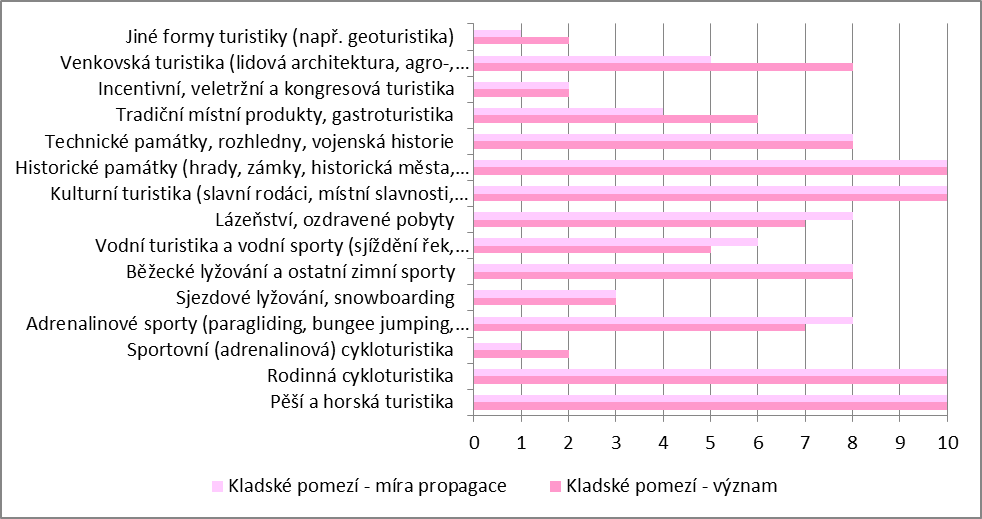 Jiné formy turistiky (např. geoturistika)
Venkovská turistika (lidová architektura, agro-,...
Incentivní, veletržní a kongresová turistika
Tradiční místní produkty, gastroturistika
Technické památky, rozhledny, vojenská historie
Historické památky (hrady, zámky, historická města,...
Kulturní turistika (slavní rodáci, místní slavnosti,...
Lázeňství, ozdravené pobyty
Vodní turistika a vodní sporty (sjíždění řek,...
Běžecké lyžování a ostatní zimní sporty
Sjezdové lyžování, snowboarding
Adrenalinové sporty (paragliding, bungee jumping,...
Sportovní (adrenalinová) cykloturistika
Rodinná cykloturistika
Pěší a horská turistika
0 1 2 3 4 5 6 7 8 9 10
Kladské pomezí - míra propagace Kladské pomezí - význam